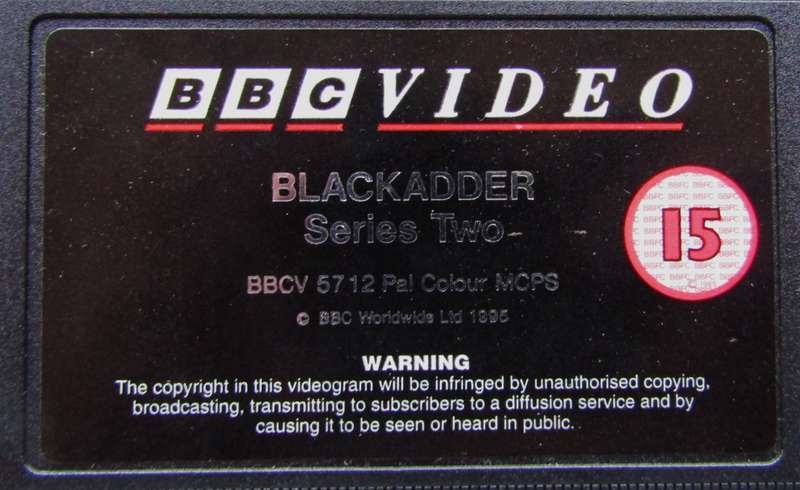 BBC VIDEO
BLACKADDER
Series Two
15
BBCV 5712 Pal Colour MCPS
© BBC Worldwide Ltd 1995
WARNING
The copyright in this videogram will be infringed by unauthorised copying,
broadcasting, transmitting to subscribers to a diffusion service and by
causing it to be seen or heard in public.